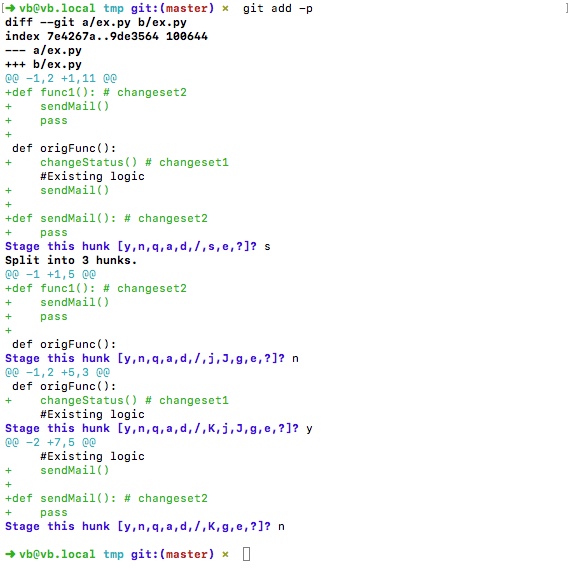 [➜ vb@vb.local tmp git:(master) ✗ git add -p ]
diff --git a/ex.py b/ex.py
index 7e4267a..9de3564 100644
--- a/ex.py
+++ b/ex.py
@@ -1,2 +1,11 @@
+def func1(): # changeset2
+    sendMail()
+    pass
+
 def origFunc():
+    changeStatus() # changeset1
     #Existing logic
+    sendMail()
+
+def sendMail(): # changeset2
+    pass
Stage this hunk [y,n,q,a,d,/,s,e,?]? s
Split into 3 hunks.
@@ -1 +1,5 @@
+def func1(): # changeset2
+    sendMail()
+    pass
+
 def origFunc():
Stage this hunk [y,n,q,a,d,/,j,J,g,e,?]? n
@@ -1,2 +5,3 @@
 def origFunc():
+    changeStatus() # changeset1
     #Existing logic
Stage this hunk [y,n,q,a,d,/,K,j,J,g,e,?]? y
@@ -2 +7,5 @@
     #Existing logic
+    sendMail()
+
+def sendMail(): # changeset2
+    pass
Stage this hunk [y,n,q,a,d,/,K,g,e,?]? n
➜ vb@vb.local tmp git:(master) ✗